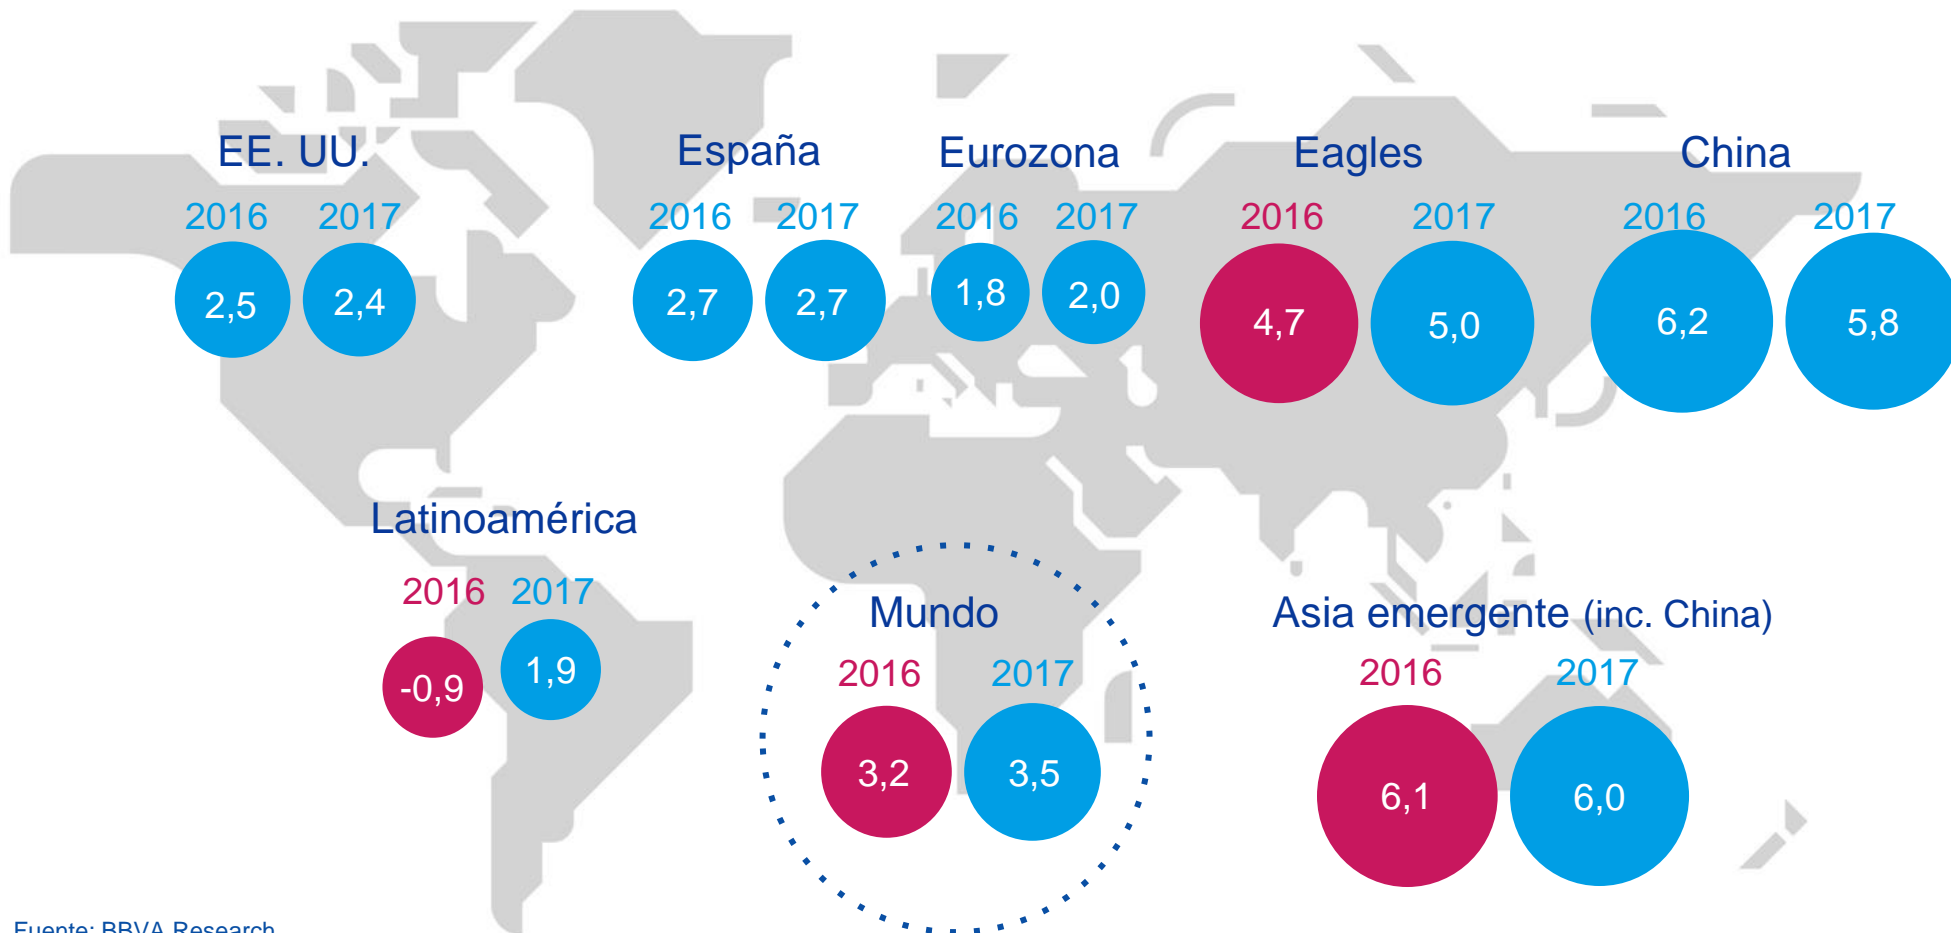 EE. UU.
2016 2017
2,5 2,4
España
2016 2017
2,7 2,7
Eurozona
2016 2017
1,8 2,0
Eagles
2016 2017
4,7 5,0
China
2016 2017
6,2 5,8
Latinoamérica
2016 2017
-0,9 1,9
Mundo
2016 2017
3,2 3,5
Asia emergente (inc. China)
2016 2017
6,1 6,0
Fuente: BBVA Research